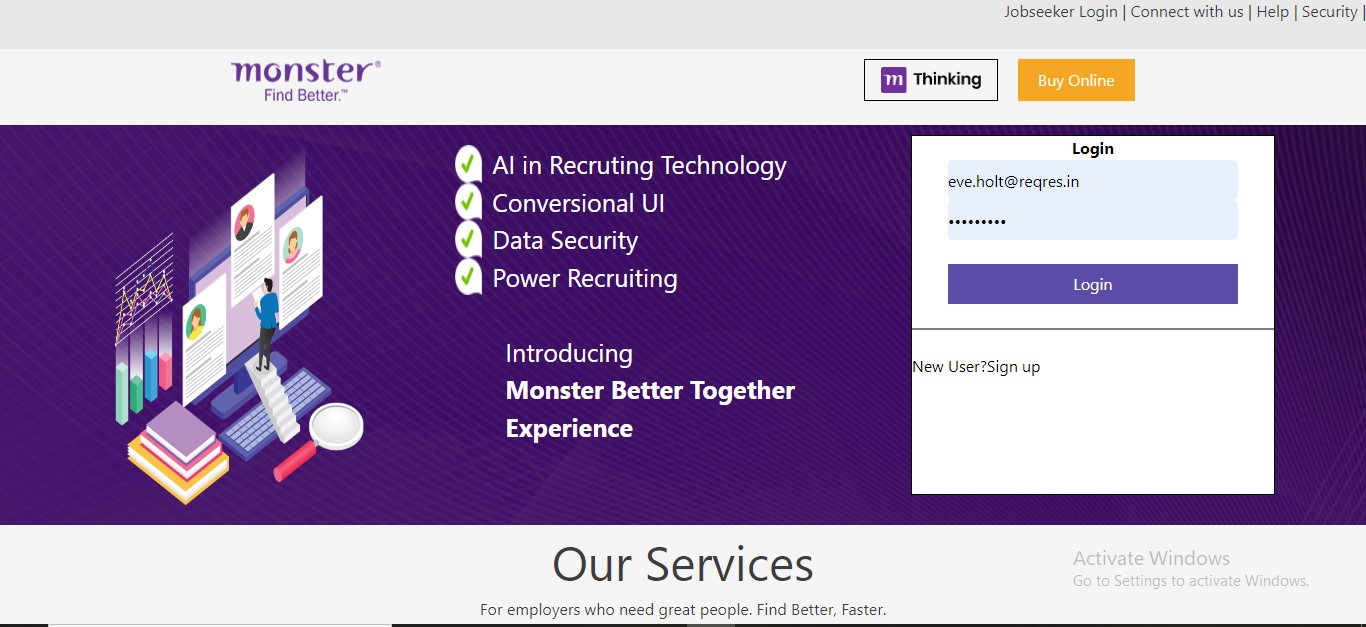 Jobseeker Login | Connect with us | Help | Security |
monster®
Find Better.™
m Thinking
Buy Online
AI in Recruting Technology
Conversional UI
Data Security
Power Recruiting
Introducing
Monster Better Together
Experience
Login
eve.holt@reqres.in
•••••••••
Login
New User?Sign up
Our Services
For employers who need great people. Find Better, Faster.
Activate Windows
Go to Settings to activate Windows.